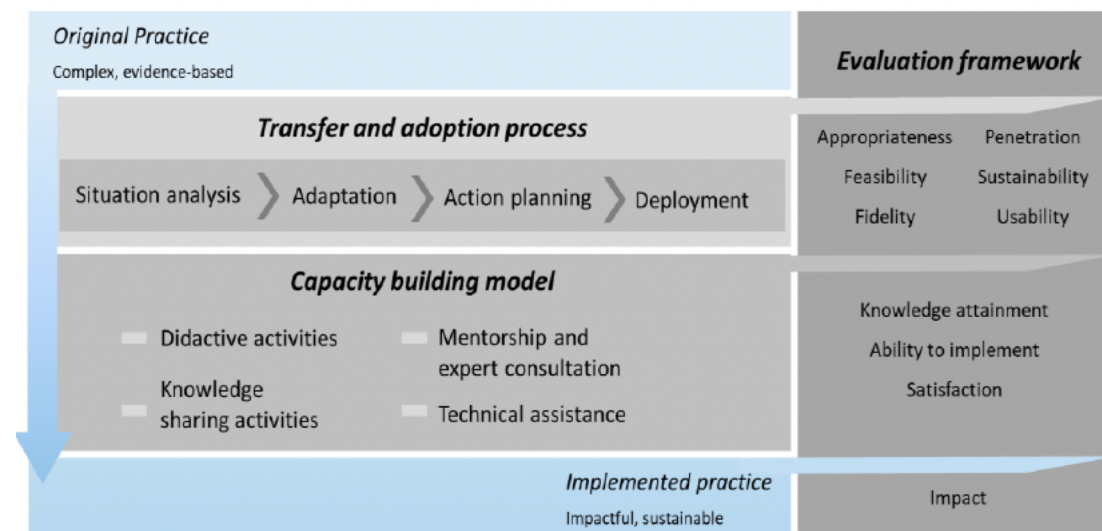 Original Practice
Complex, evidence-based
Evaluation framework
Transfer and adoption process
Situation analysis
Adaptation
Action planning
Deployment
Appropriateness
Penetration
Feasibility
Sustainability
Fidelity
Usability
Capacity building model
Didactive activities
Knowledge
sharing activities
Mentorship and
expert consultation
Technical assistance
Knowledge attainment
Ability to implement
Satisfaction
Implemented practice
Impactful, sustainable
Impact